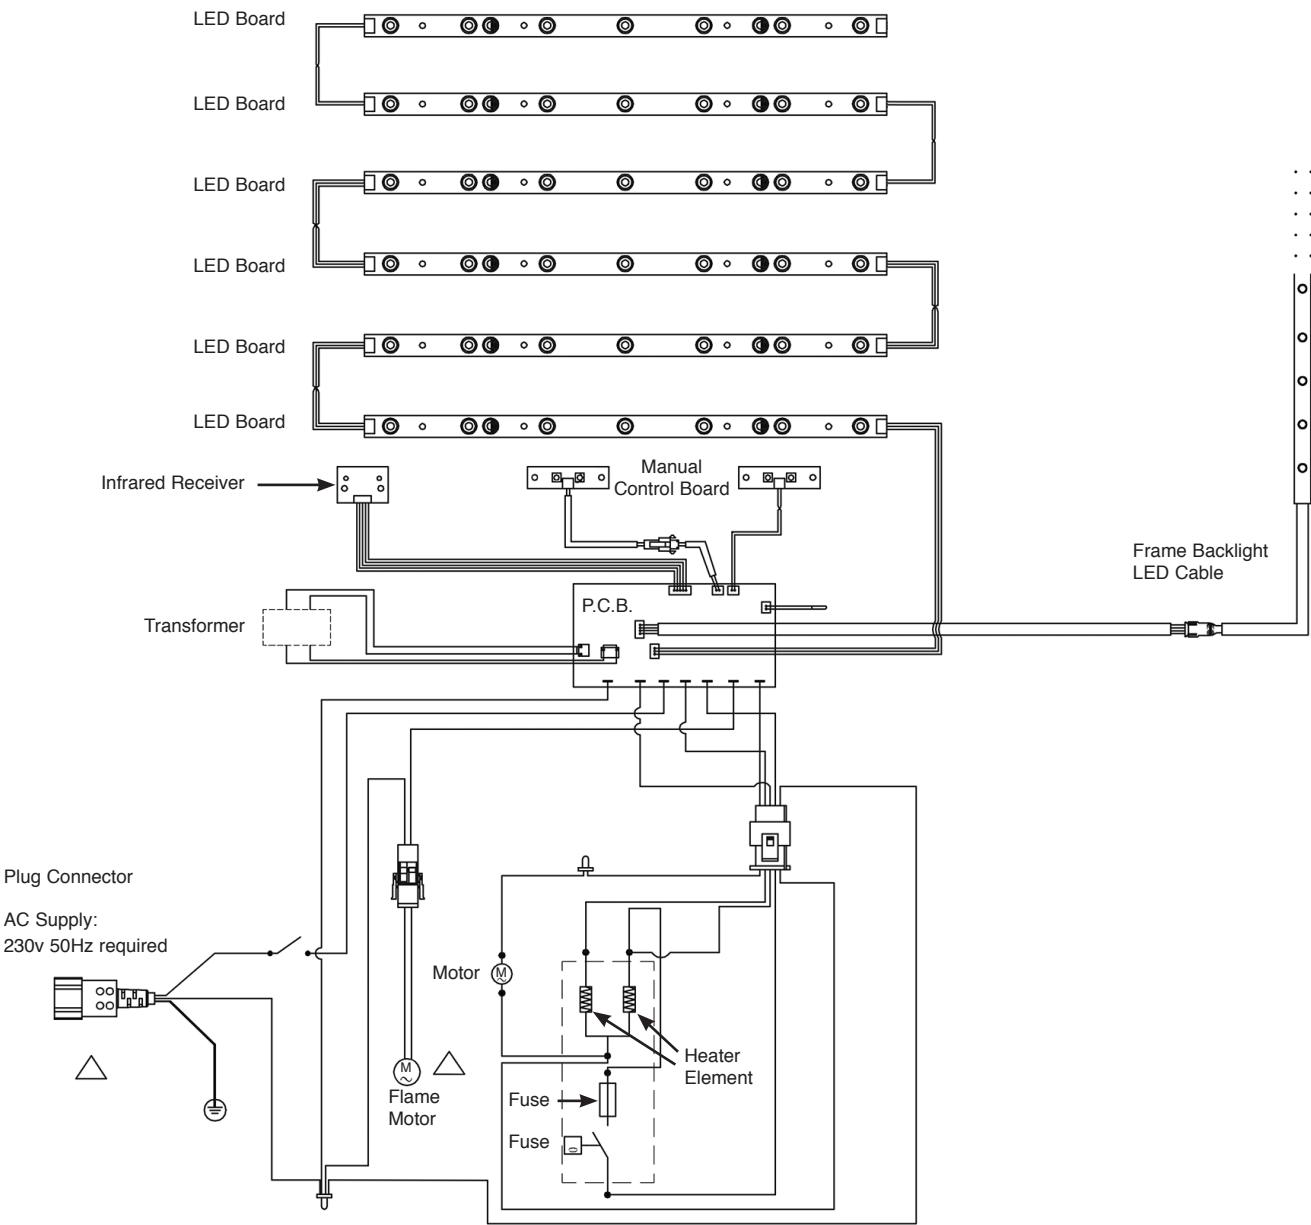 LED Board
LED Board
LED Board
LED Board
LED Board
LED Board
Infrared Receiver
Manual
Control Board
Frame Backlight
LED Cable
P.C.B.
Transformer
Plug Connector
AC Supply:
230v 50Hz required
Motor
M
M
Flame
Motor
Heater
Element
Fuse
Fuse